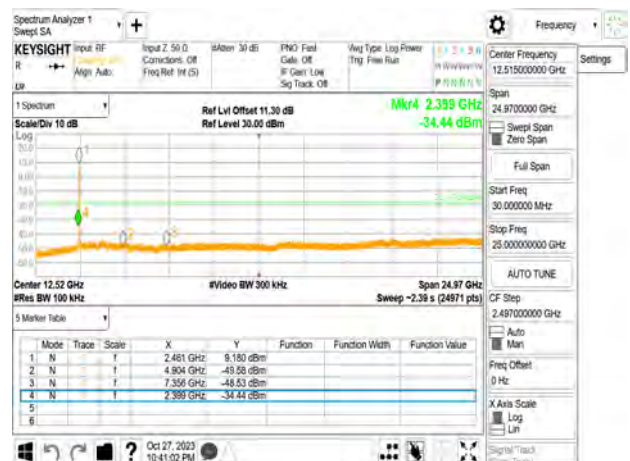 Spectrum Analyzer 1
Swept SA
KEYSIGHT
R
Input: RF
Align: Auto
Input Z: 50 Ω
Corrections: Off
Freq Ref: Int (S)
#Atten: 30 dB
PNO: Fast
Gate: Off
IF Gain: Low
Sig Track: Off
Avg Type: Log-Power
Trig: Free Run
1 Spectrum
Scale/Div 10 dB
Log
Ref Lvl Offset 11.30 dB
Ref Level 30.00 dBm
Mkr4 2.399 GHz
-34.44 dBm
Center 12.52 GHz
#Res BW 100 kHz
#Video BW 300 kHz
Span 24.97 GHz
Sweep ~2.39 s (24971 pts)
5 Marker Table
Mode Trace Scale X Y Function Function Width Function Value
1 N f 2.461 GHz 9.180 dBm
2 N f 4.904 GHz -49.58 dBm
3 N f 7.356 GHz -48.53 dBm
4 N f 2.399 GHz -34.44 dBm
5
6
Oct 27, 2023
10:41:02 PM
Frequency
Settings
Center Frequency
12.515000000 GHz
Span
24.9700000 GHz
Swept Span
Zero Span
Full Span
Start Freq
30.000000 MHz
Stop Freq
25.000000000 GHz
AUTO TUNE
CF Step
2.497000000 GHz
Auto
Man
Freq Offset
0 Hz
X Axis Scale
Log
Lin
Signal Track